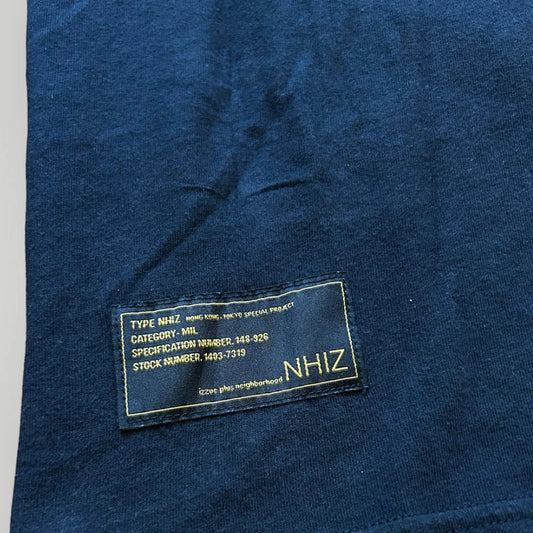 TYPE NHIZ HONG KONG - TOKYO SPECIAL PROJECT
CATEGORY - MIL
SPECIFICATION NUMBER. 148-926
STOCK NUMBER. 1403-7319
izzue plus neighborhood NHIZ